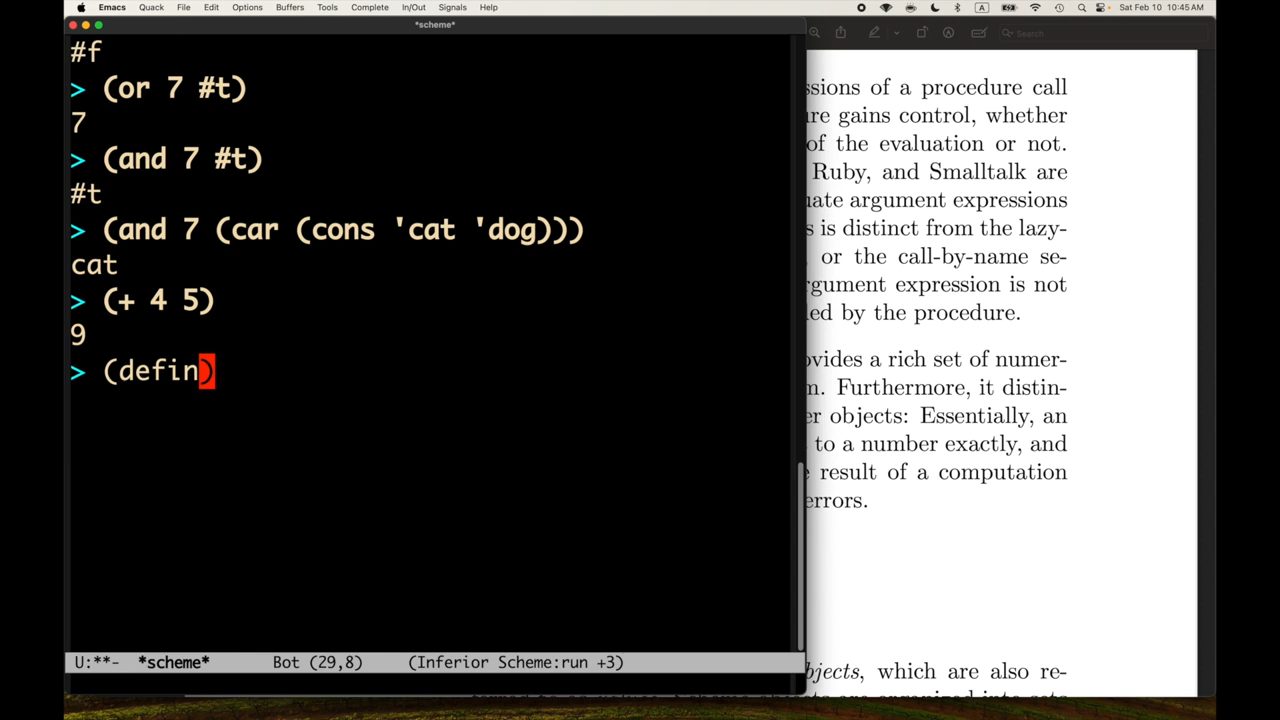 Emacs Quack File Edit Options Buffers Tools Complete In/Out Signals Help
A
Sat Feb 10 10:45 AM
*scheme*
#f
> (or 7 #t)
7
> (and 7 #t)
#t
> (and 7 (car (cons 'cat 'dog)))
cat
> (+ 4 5)
9
> (defin)
U:**- *scheme* Bot (29,8) (Inferior Scheme:run +3)
Search
ssions of a procedure call
ure gains control, whether
of the evaluation or not.
Ruby, and Smalltalk are
uate argument expressions
s is distinct from the lazy-
, or the call-by-name se-
rgument expression is not
led by the procedure.
ovides a rich set of numer-
m. Furthermore, it distin-
er objects: Essentially, an
to a number exactly, and
e result of a computation
errors.
bjects, which are also re-